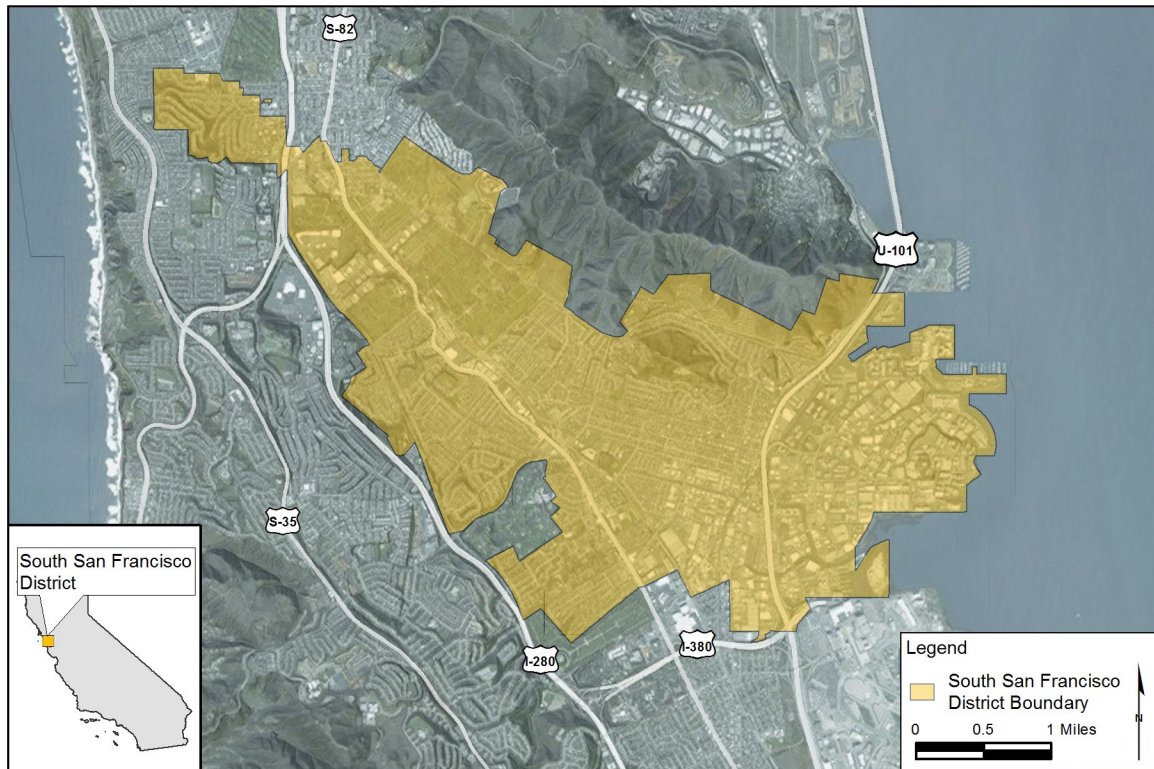 S-82
U-101
S-35
I-280
I-380
South San Francisco
District
Legend
South San Francisco
District Boundary
0 0.5 1 Miles
N